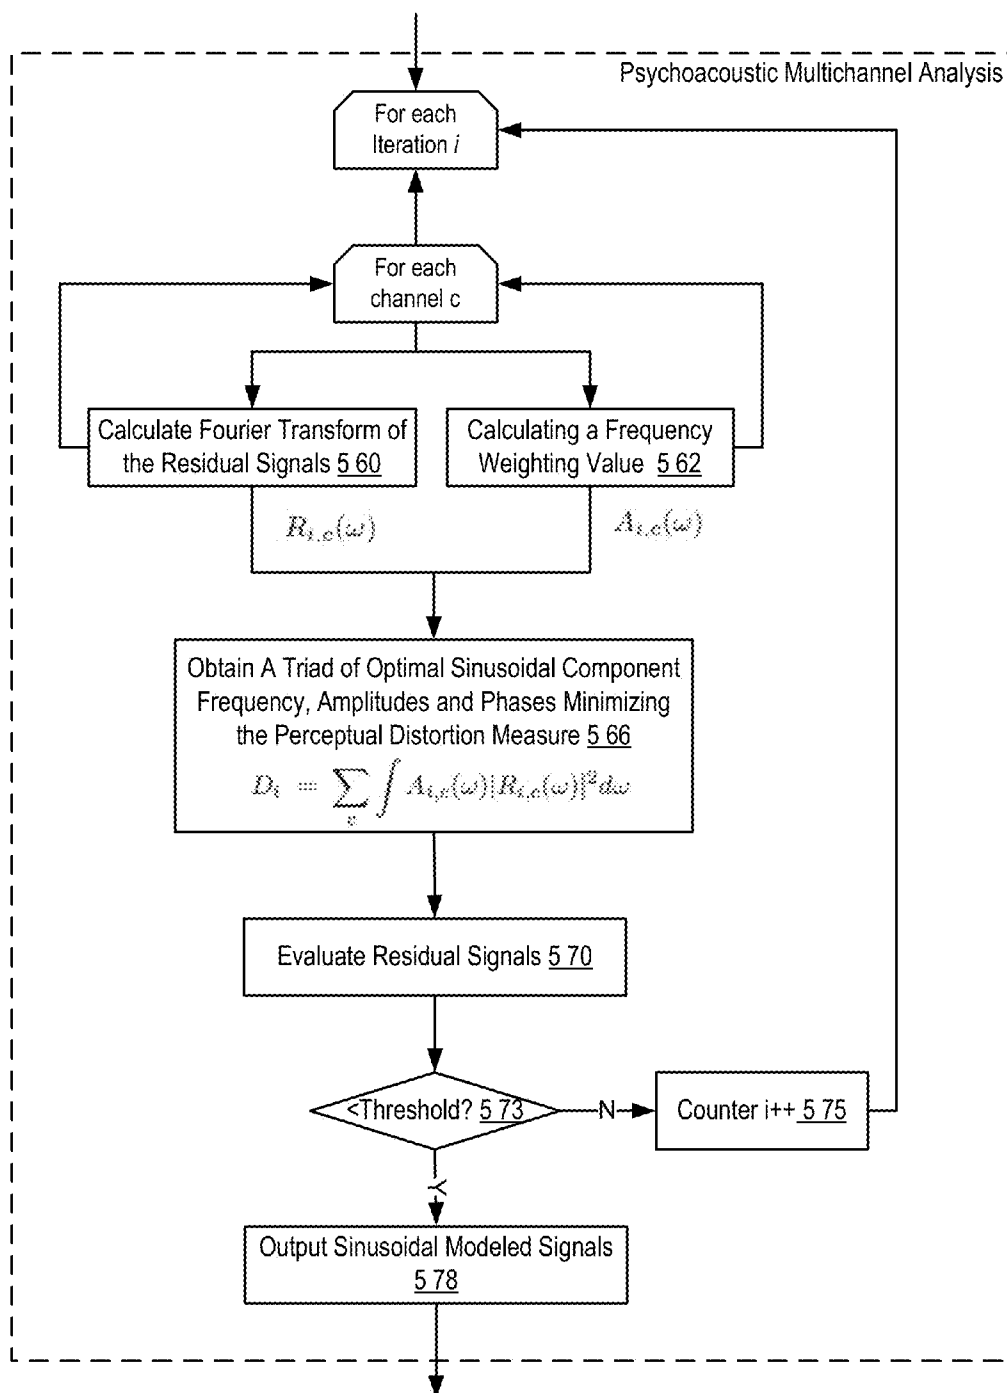 Psychoacoustic Multichannel Analysis
For each
Iteration i
For each
channel c
Calculate Fourier Transform of
the Residual Signals 5 60
Calculating a Frequency
Weighting Value 5 62
R_{i,c}(ω)
A_{i,c}(ω)
Obtain A Triad of Optimal Sinusoidal Component
Frequency, Amplitudes and Phases Minimizing
the Perceptual Distortion Measure 5 66
D_i = ∑_c ∫ A_{i,c}(ω)|R_{i,c}(ω)|²dω
Evaluate Residual Signals 5 70
<Threshold? 5 73
N
Counter i++ 5 75
Y
Output Sinusoidal Modeled Signals
5 78